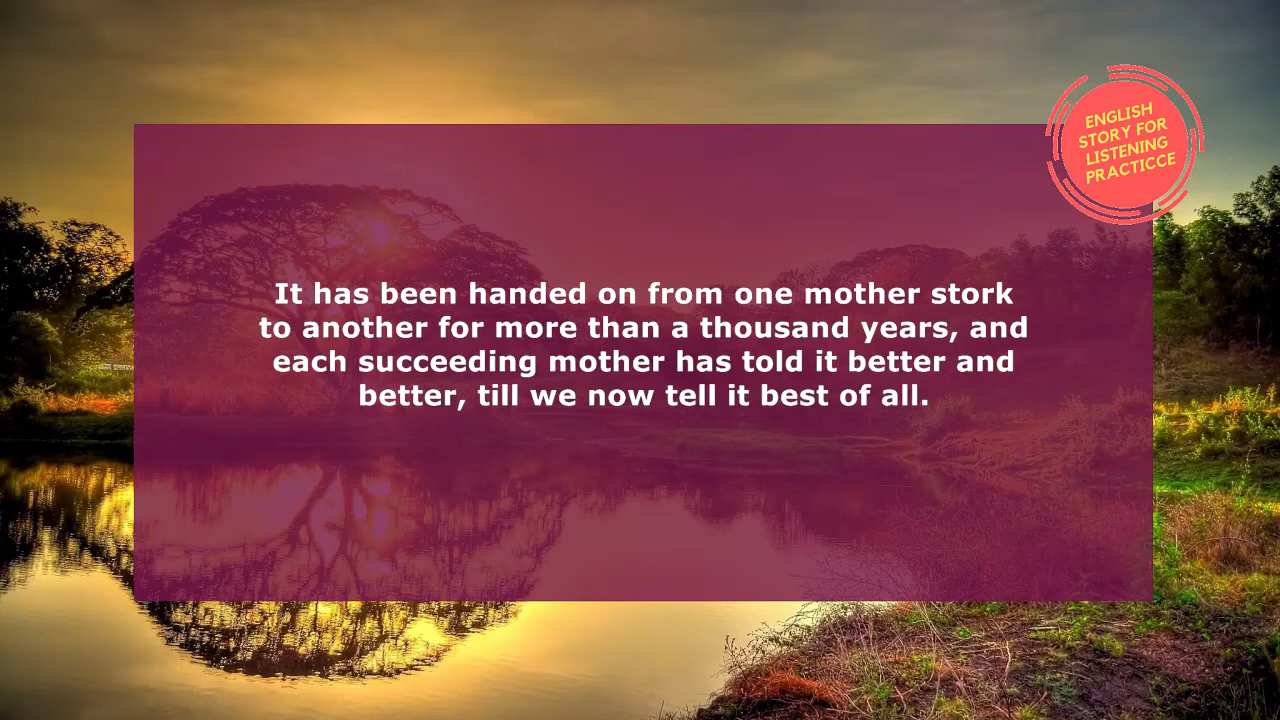 ENGLISH
STORY FOR
LISTENING
PRACTICCE
It has been handed on from one mother stork
to another for more than a thousand years, and
each succeeding mother has told it better and
better, till we now tell it best of all.